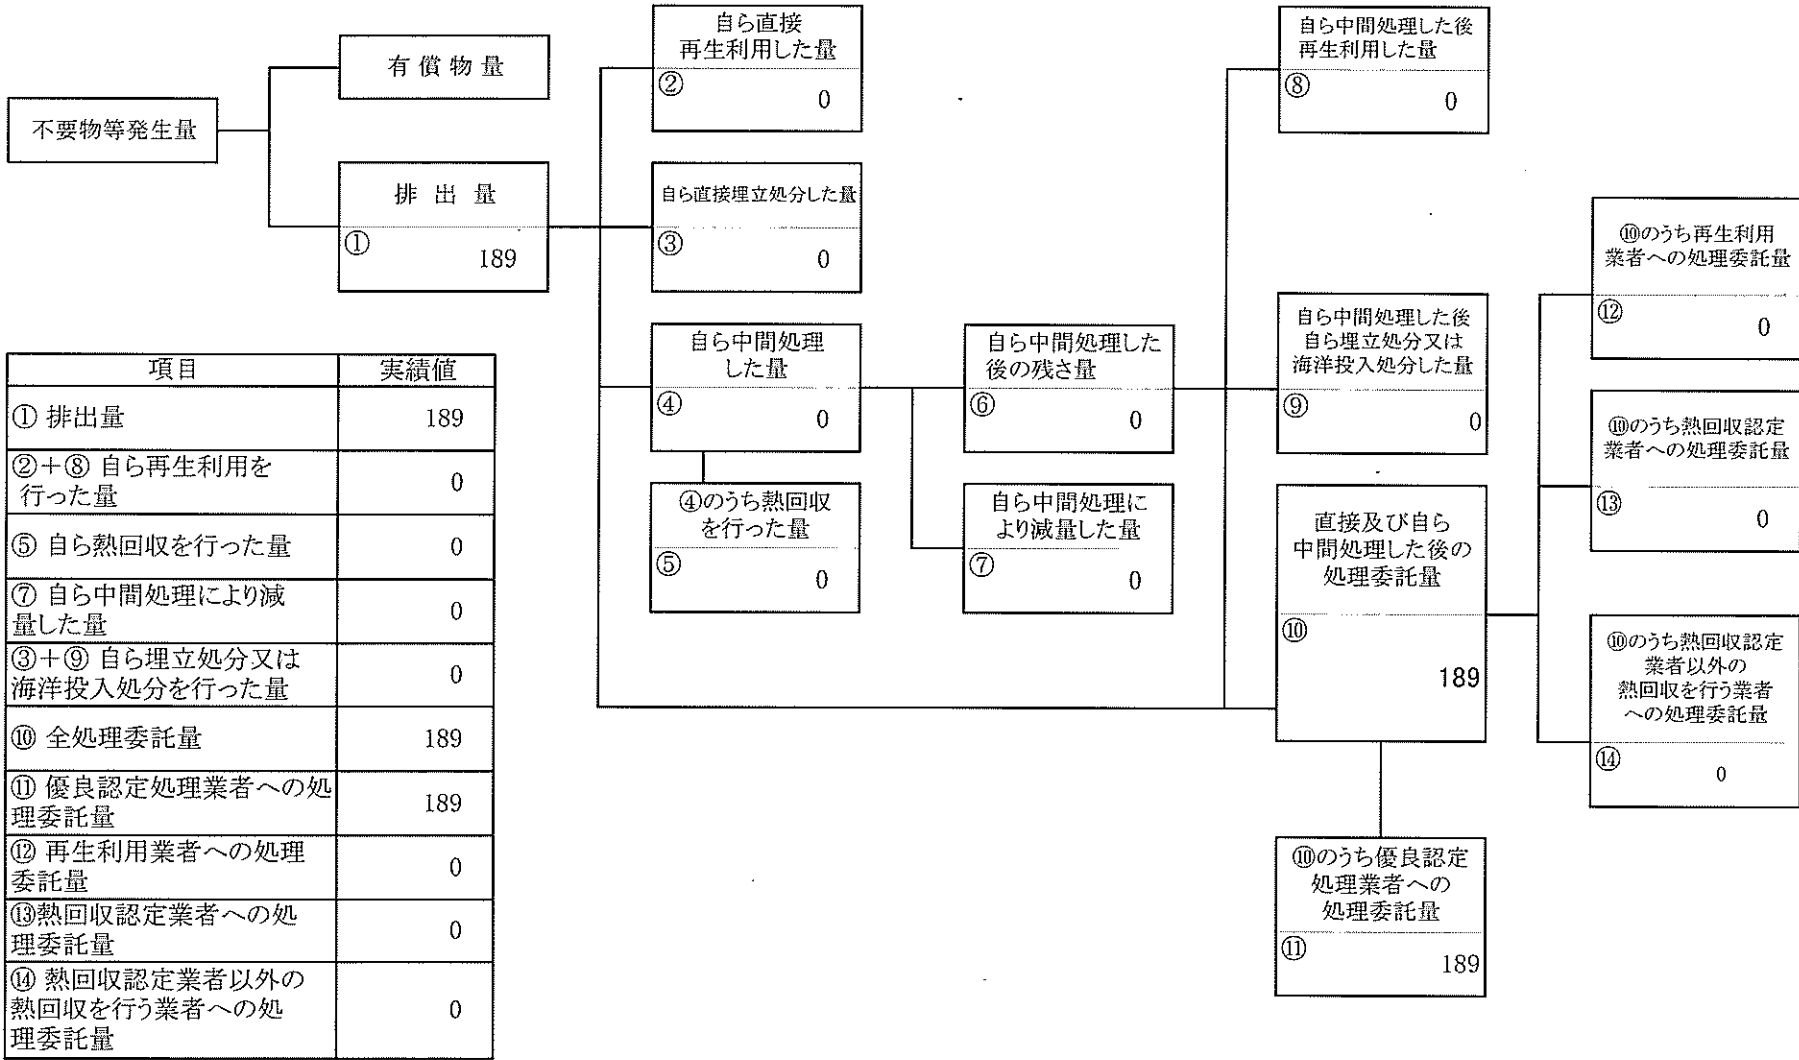 不要物等発生量
有償物量
排出量
①
189
自ら直接
再生利用した量
②
0
自ら直接埋立処分した量
③
0
自ら中間処理
した量
④
0
④のうち熱回収
を行った量
⑤
0
自ら中間処理した
後の残さ量
⑥
0
自ら中間処理に
より減量した量
⑦
0
自ら中間処理した後
再生利用した量
⑧
0
自ら中間処理した後
自ら埋立処分又は
海洋投入処分した量
⑨
0
直接及び自ら
中間処理した後の
処理委託量
⑩
189
⑩のうち優良認定
処理業者への
処理委託量
⑪
189
⑩のうち再生利用
業者への処理委託量
⑫
0
⑩のうち熱回収認定
業者への処理委託量
⑬
0
⑩のうち熱回収認定
業者以外の
熱回収を行う業者
への処理委託量
⑭
0
項目 実績値
① 排出量 189
②+⑧ 自ら再生利用を
行った量 0
⑤ 自ら熱回収を行った量 0
⑦ 自ら中間処理により減
量した量 0
③+⑨ 自ら埋立処分又は
海洋投入処分を行った量 0
⑩ 全処理委託量 189
⑪ 優良認定処理業者への処
理委託量 189
⑫ 再生利用業者への処理
委託量 0
⑬熱回収認定業者への処
理委託量 0
⑭ 熱回収認定業者以外の
熱回収を行う業者への処
理委託量 0